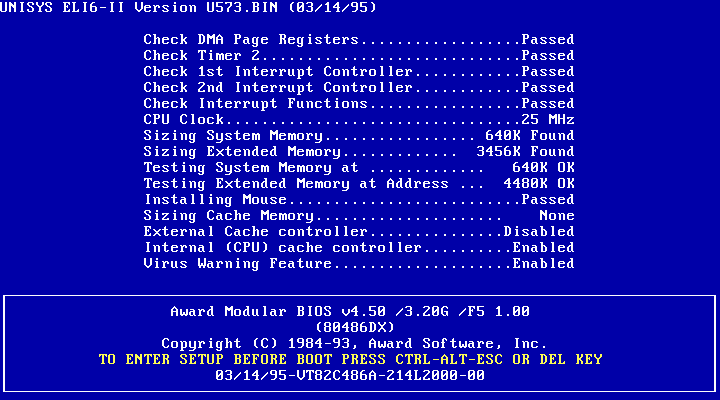 UNISYS ELI6-II Version U573.BIN (03/14/95)
Check DMA Page Registers..................Passed
Check Timer 2.............................Passed
Check 1st Interrupt Controller............Passed
Check 2nd Interrupt Controller............Passed
Check Interrupt Functions.................Passed
CPU Clock.................................25 MHz
Sizing System Memory................. 640K Found
Sizing Extended Memory.............  3456K Found
Testing System Memory at .............   640K OK
Testing Extended Memory at Address ...  4480K OK
Installing Mouse..........................Passed
Sizing Cache Memory.....................    None
External Cache controller...............Disabled
Internal (CPU) cache controller..........Enabled
Virus Warning Feature....................Enabled
Award Modular BIOS v4.50 /3.20G /F5 1.00
(80486DX)
Copyright (C) 1984-93, Award Software, Inc.
TO ENTER SETUP BEFORE BOOT PRESS CTRL-ALT-ESC OR DEL KEY
03/14/95-VT82C486A-214L2000-00